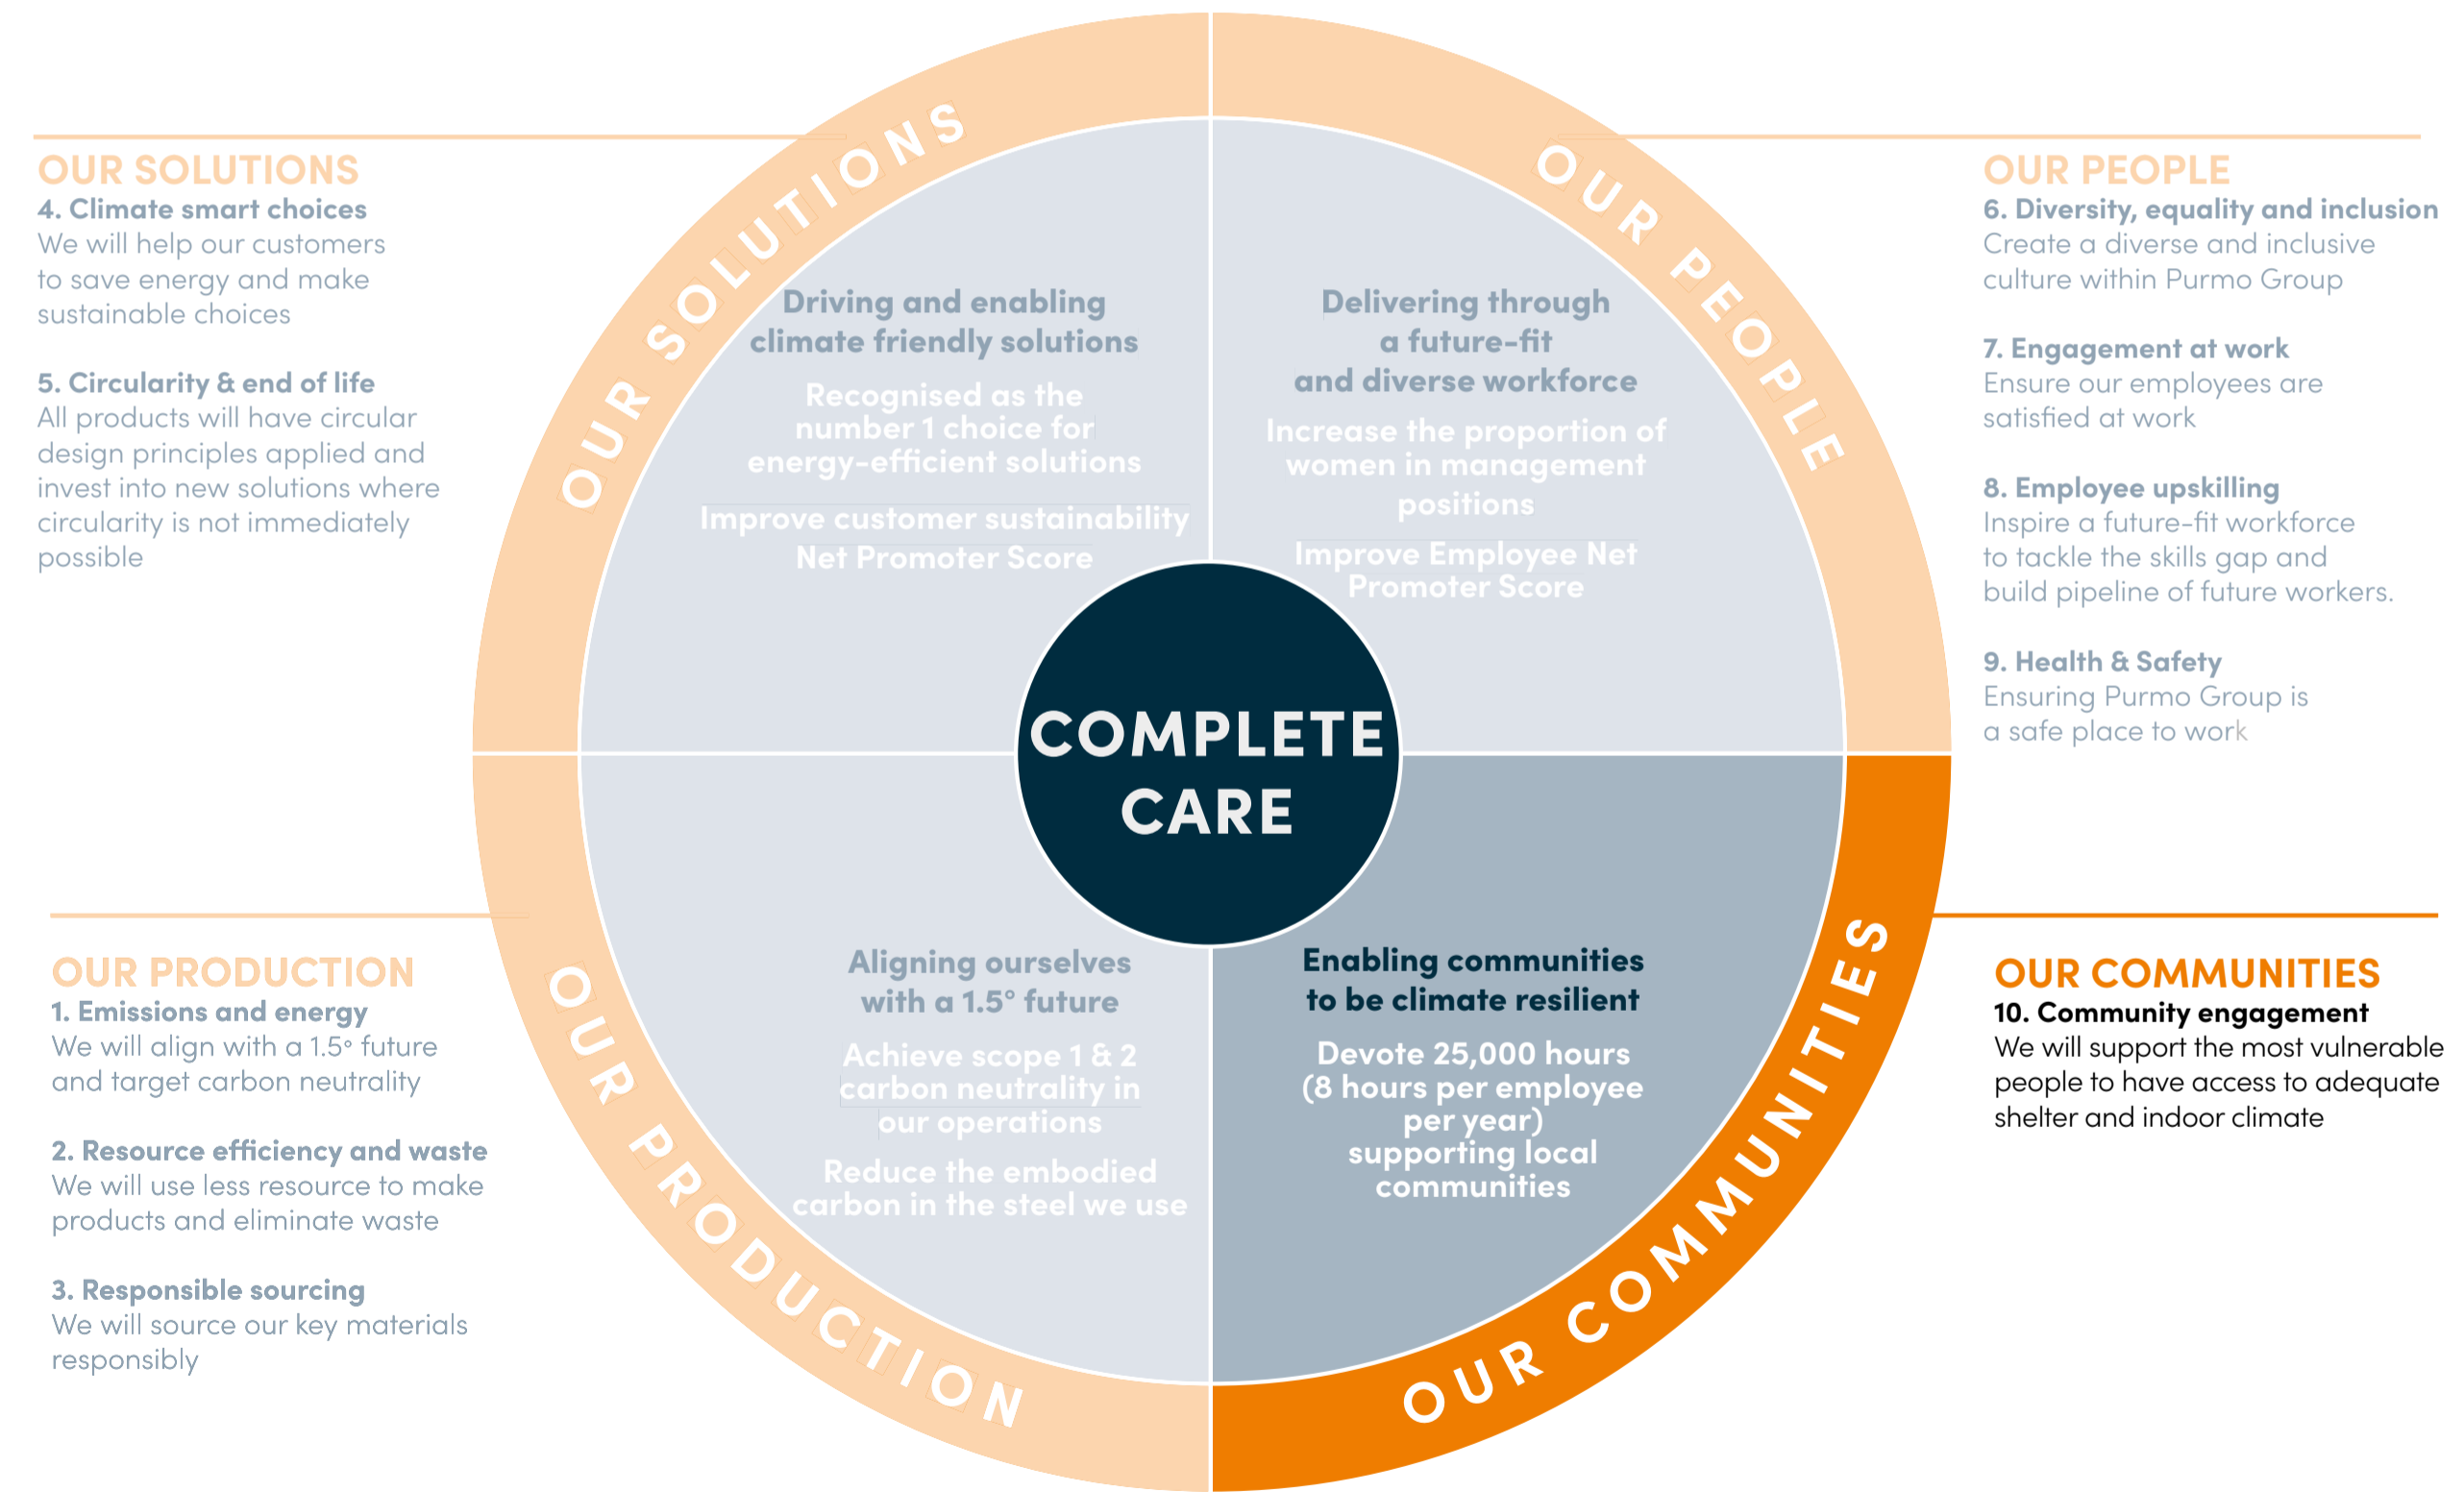 OUR SOLUTIONS
4. Climate smart choices
We will help our customers
to save energy and make
sustainable choices
5. Circularity & end of life
All products will have circular
design principles applied and
invest into new solutions where
circularity is not immediately
possible
OUR SOLUTIONS
Driving and enabling
climate friendly solutions
Recognised as the
number 1 choice for
energy-efficient solutions
Improve customer sustainability
Net Promoter Score
OUR PEOPLE
Delivering through
a future-fit
and diverse workforce
Increase the proportion of
women in management
positions
Improve Employee Net
Promoter Score
OUR PEOPLE
6. Diversity, equality and inclusion
Create a diverse and inclusive
culture within Purmo Group
7. Engagement at work
Ensure our employees are
satisfied at work
8. Employee upskilling
Inspire a future-fit workforce
to tackle the skills gap and
build pipeline of future workers.
9. Health & Safety
Ensuring Purmo Group is
a safe place to work
COMPLETE
CARE
OUR PRODUCTION
1. Emissions and energy
We will align with a 1.5° future
and target carbon neutrality
2. Resource efficiency and waste
We will use less resource to make
products and eliminate waste
3. Responsible sourcing
We will source our key materials
responsibly
OUR PRODUCTION
Aligning ourselves
with a 1.5° future
Achieve scope 1 & 2
carbon neutrality in
our operations
Reduce the embodied
carbon in the steel we use
Enabling communities
to be climate resilient
Devote 25,000 hours
(8 hours per employee
per year)
supporting local
communities
OUR COMMUNITIES
OUR COMMUNITIES
10. Community engagement
We will support the most vulnerable
people to have access to adequate
shelter and indoor climate